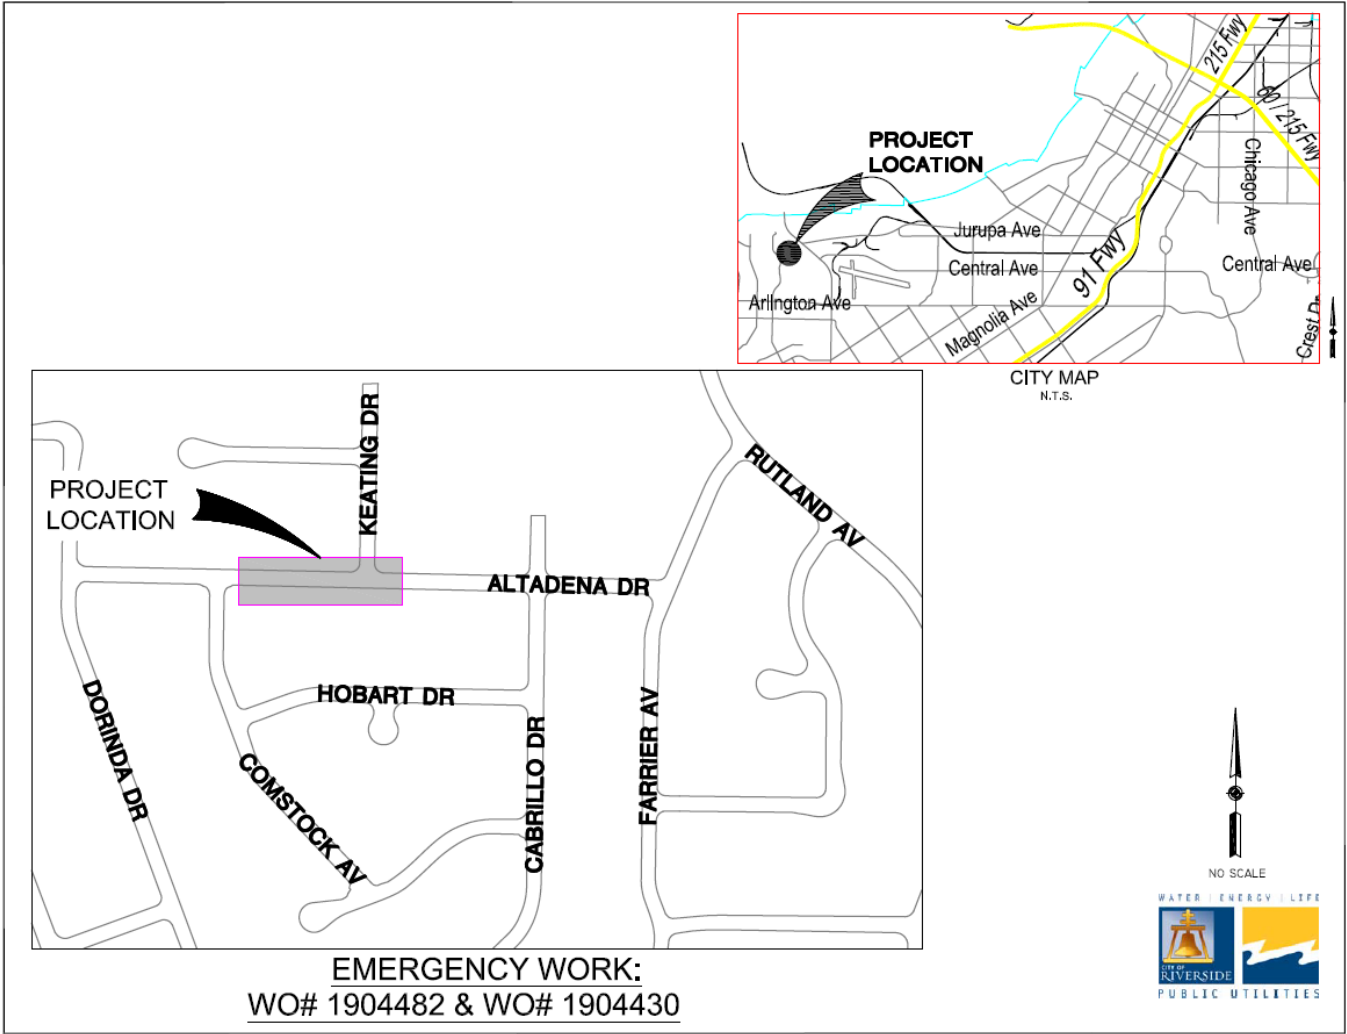 215 Fwy
60 / 215 Fwy
PROJECT
LOCATION
Chicago Ave
Jurupa Ave
91 Fwy
Central Ave
Central Ave
Arlington Ave
Magnolia Ave
Crest Dr
CITY MAP
N.T.S.
KEATING DR
RUTLAND AV
PROJECT
LOCATION
ALTADENA DR
HOBART DR
DORINDA DR
COMSTOCK AV
CABRILLO DR
FARRIER AV
NO SCALE
WATER | ENERGY | LIFE
CITY OF
RIVERSIDE
PUBLIC UTILITIES
EMERGENCY WORK:
WO# 1904482 & WO# 1904430